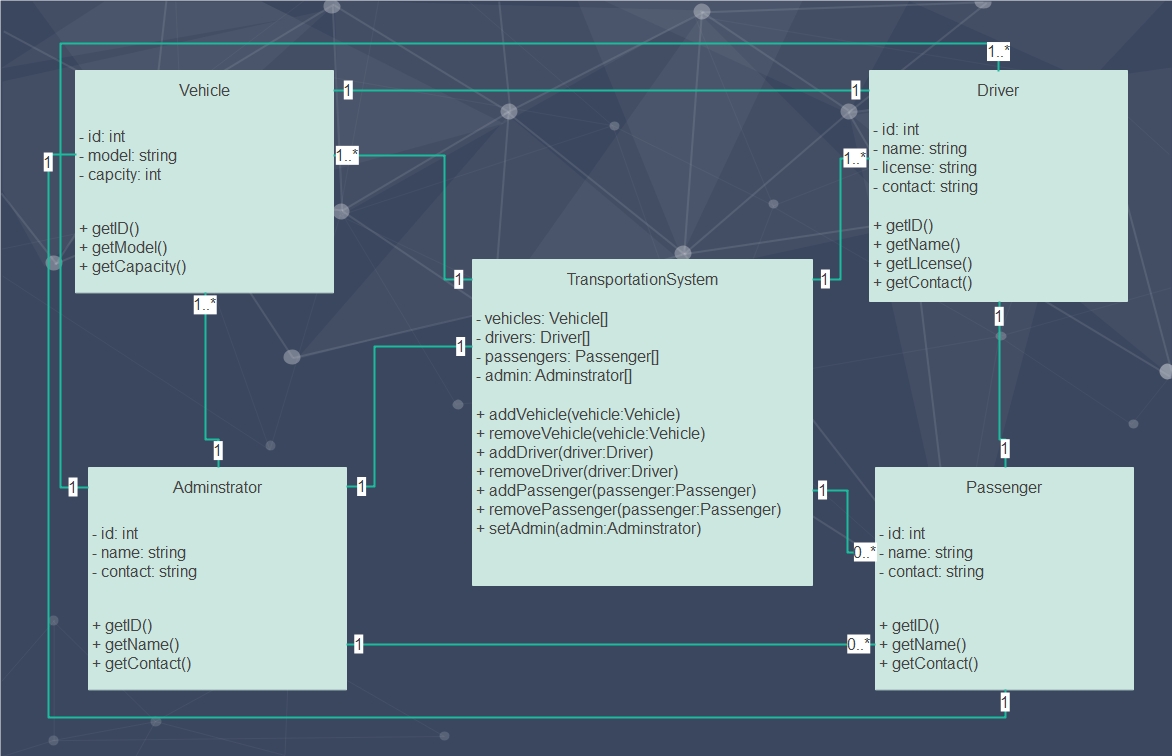 1..*
Vehicle
- id: int
- model: string
- capcity: int
+ getID()
+ getModel()
+ getCapacity()
1
1
1..*
1
1..*
Driver
- id: int
- name: string
- license: string
- contact: string
+ getID()
+ getName()
+ getLIcense()
+ getContact()
1..*
1
1
1
1
TransportationSystem
- vehicles: Vehicle[]
- drivers: Driver[]
- passengers: Passenger[]
- admin: Adminstrator[]
+ addVehicle(vehicle:Vehicle)
+ removeVehicle(vehicle:Vehicle)
+ addDriver(driver:Driver)
+ removeDriver(driver:Driver)
+ addPassenger(passenger:Passenger)
+ removePassenger(passenger:Passenger)
+ setAdmin(admin:Adminstrator)
1
1
1
1
Adminstrator
- id: int
- name: string
- contact: string
+ getID()
+ getName()
+ getContact()
1
1
0..*
0..*
1
Passenger
- id: int
- name: string
- contact: string
+ getID()
+ getName()
+ getContact()
1